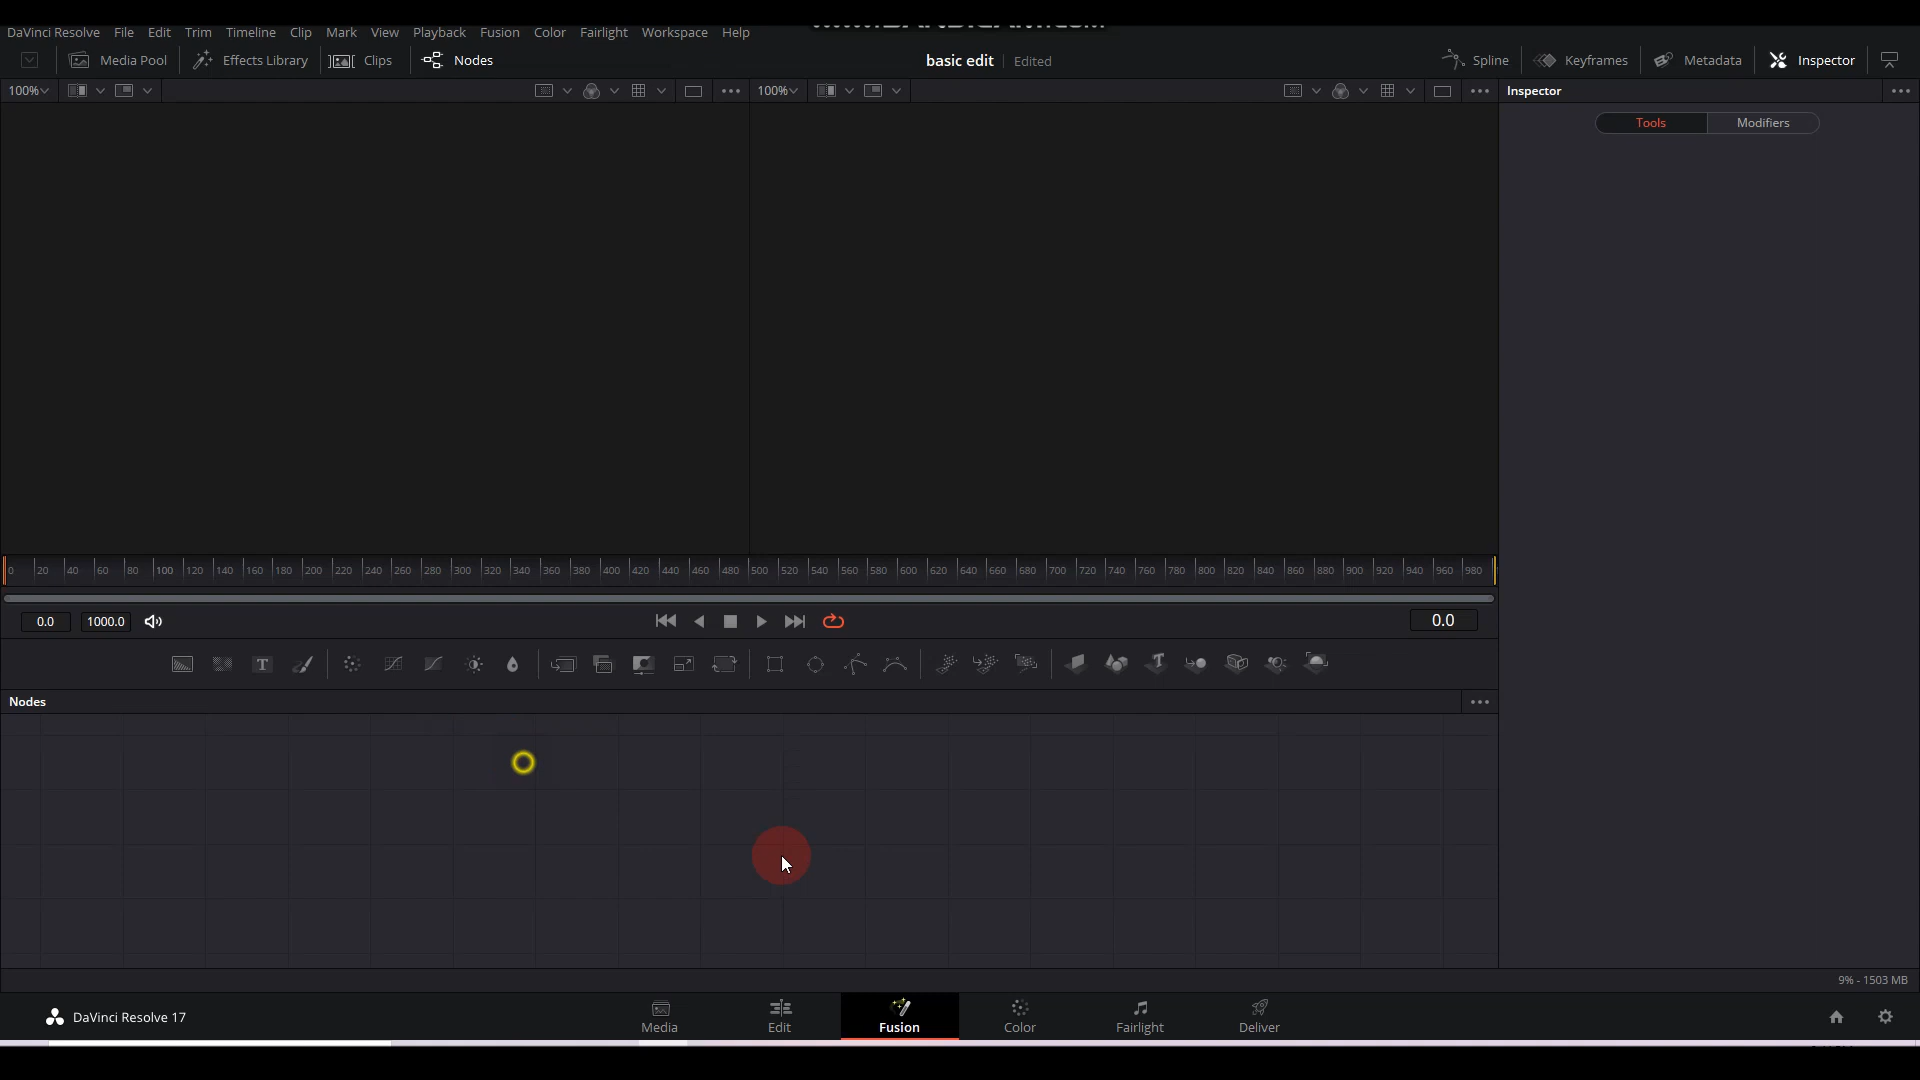 DaVinci Resolve File Edit Trim Timeline Clip Mark View Playback Fusion Color Fairlight Workspace Help
Media Pool Effects Library Clips Nodes basic edit Edited Spline Keyframes Metadata Inspector
100% 100% Inspector
Tools Modifiers
0 20 40 60 80 100 120 140 160 180 200 220 240 260 280 300 320 340 360 380 400 420 440 460 480 500 520 540 560 580 600 620 640 660 680 700 720 740 760 780 800 820 840 860 880 900 920 940 960 980
0.0 1000.0 0.0
T
Nodes
9% - 1503 MB
DaVinci Resolve 17 Media Edit Fusion Color Fairlight Deliver